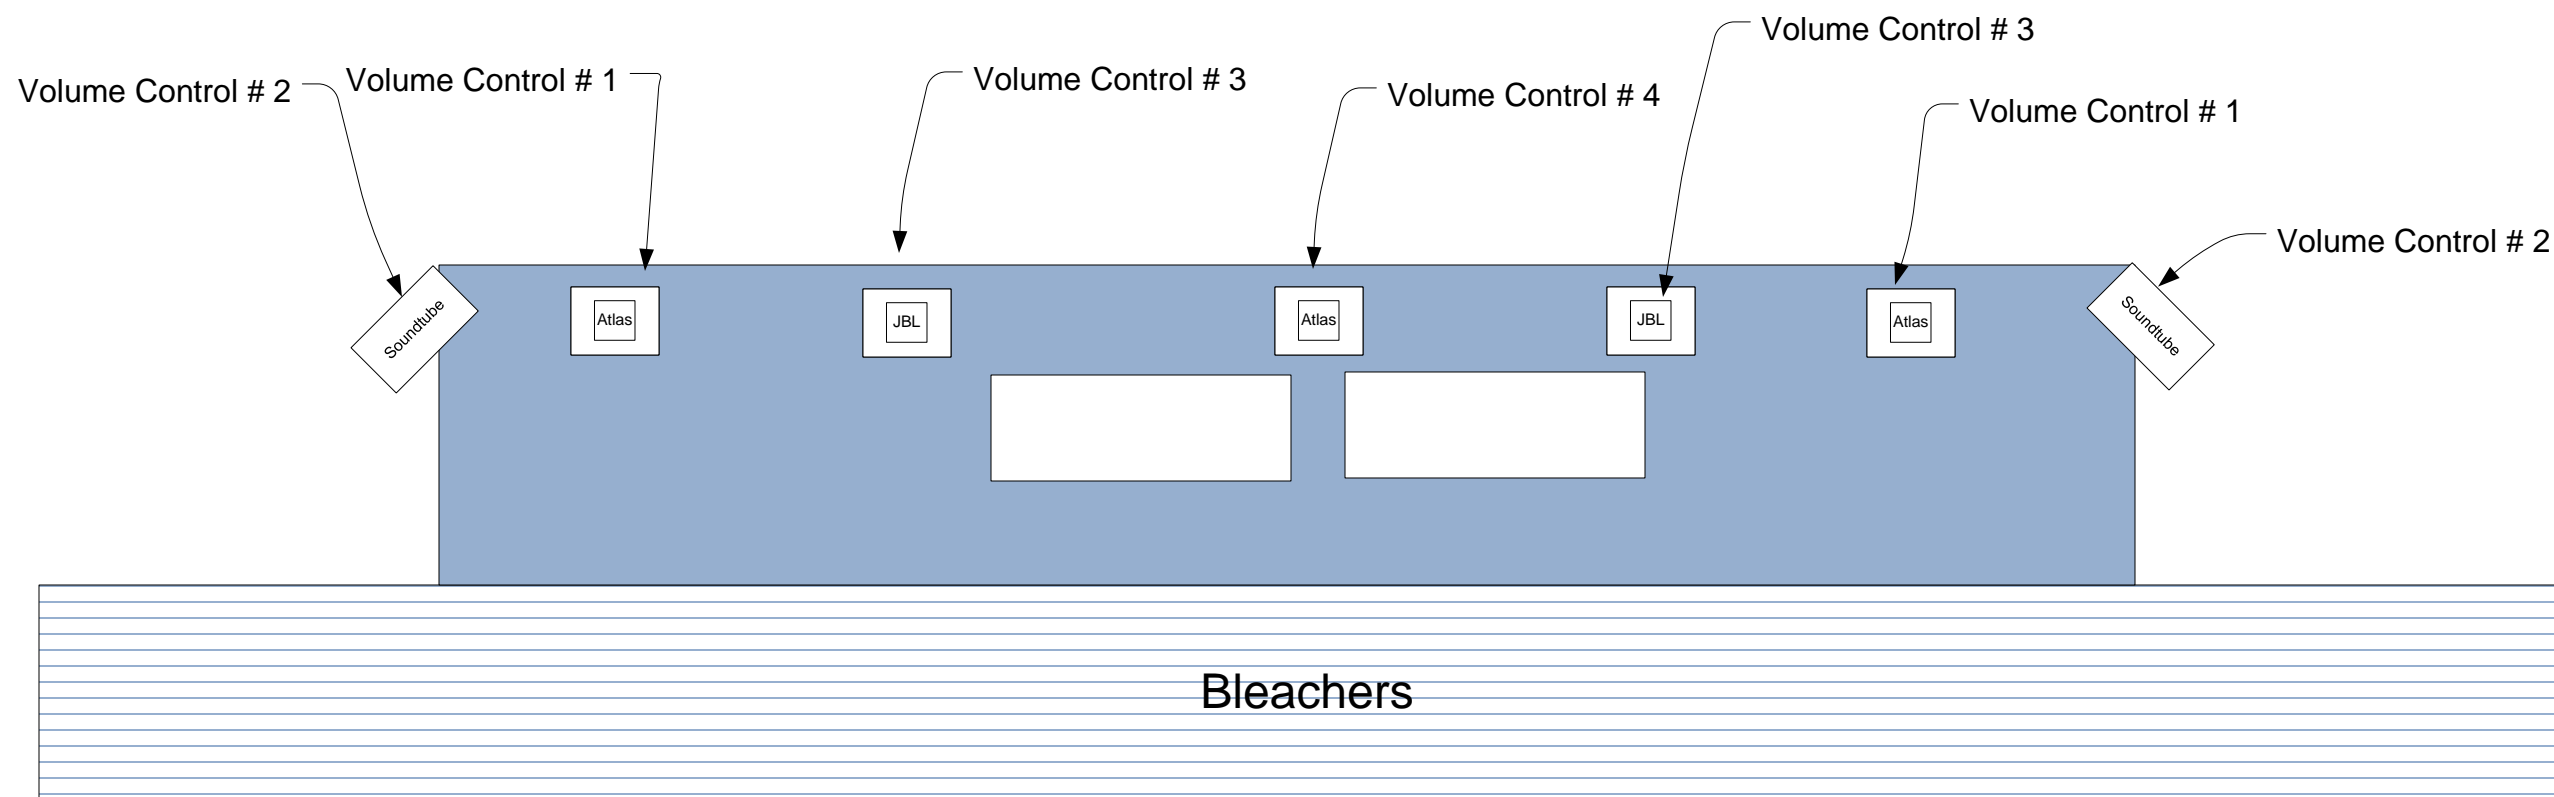 Volume Control # 3
Volume Control # 2
Volume Control # 1
Volume Control # 3
Volume Control # 4
Volume Control # 1
Volume Control # 2
Soundtube
Atlas
JBL
Atlas
JBL
Atlas
Soundtube
Bleachers